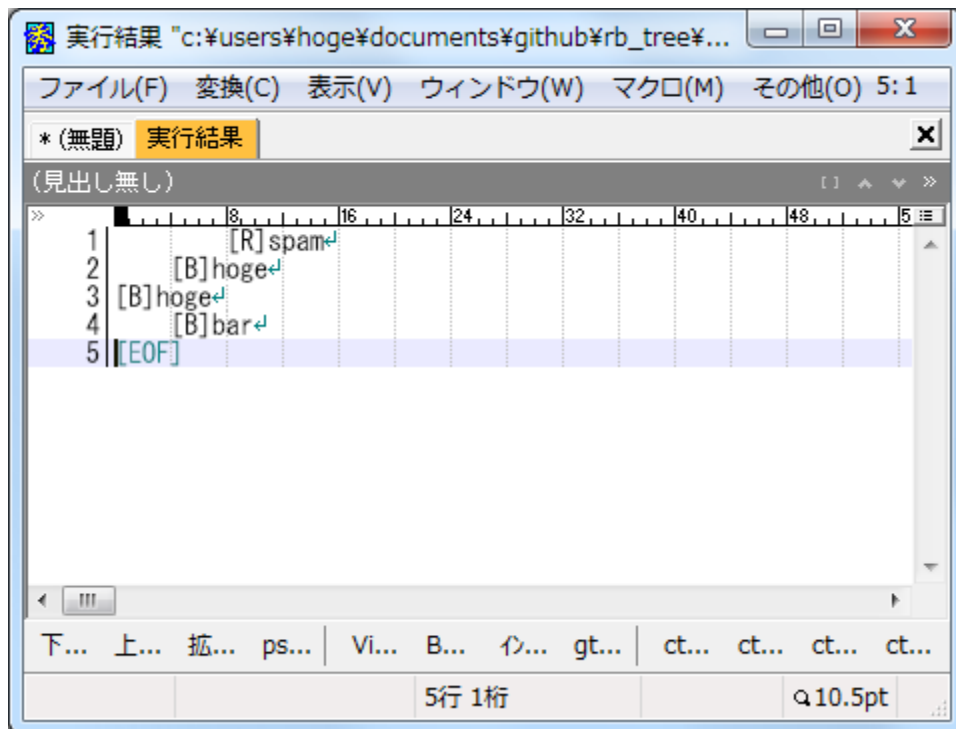 実行結果 "c:¥users¥hoge¥documents¥github¥rb_tree¥...
ファイル(F) 変換(C) 表示(V) ウィンドウ(W) マクロ(M) その他(O) 5: 1
* (無題) 実行結果
(見出し無し)
8 16 24 32 40 48 5
1 [R]spam
2 [B]hoge
3 [B]hoge
4 [B]bar
5 [EOF]
下... 上... 拡... ps... Vi... B... イン... gt... ct... ct... ct... ct...
5行 1桁 10.5pt